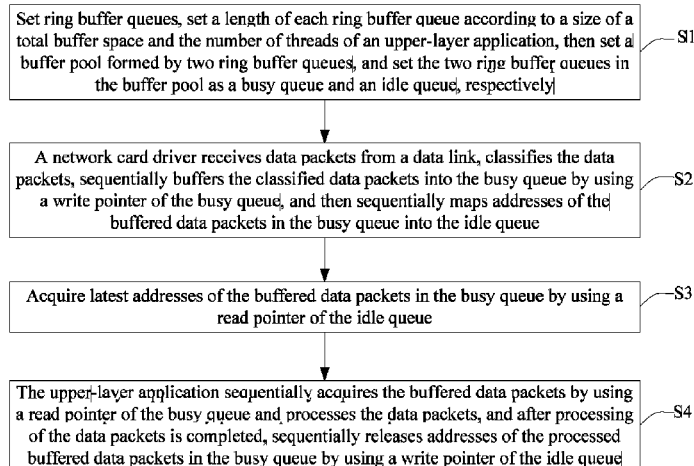 Set ring buffer queues, set a length of each ring buffer queue according to a size of a
total buffer space and the number of threads of an upper-layer application, then set a
buffer pool formed by two ring buffer queues, and set the two ring buffer queues in
the buffer pool as a busy queue and an idle queue, respectively
S1
A network card driver receives data packets from a data link, classifies the data
packets, sequentially buffers the classified data packets into the busy queue by using
a write pointer of the busy queue, and then sequentially maps addresses of the
buffered data packets in the busy queue into the idle queue
S2
Acquire latest addresses of the buffered data packets in the busy queue by using a
read pointer of the idle queue
S3
The upper-layer application sequentially acquires the buffered data packets by using
a read pointer of the busy queue and processes the data packets, and after processing
of the data packets is completed, sequentially releases addresses of the processed
buffered data packets in the busy queue by using a write pointer of the idle queue
S4